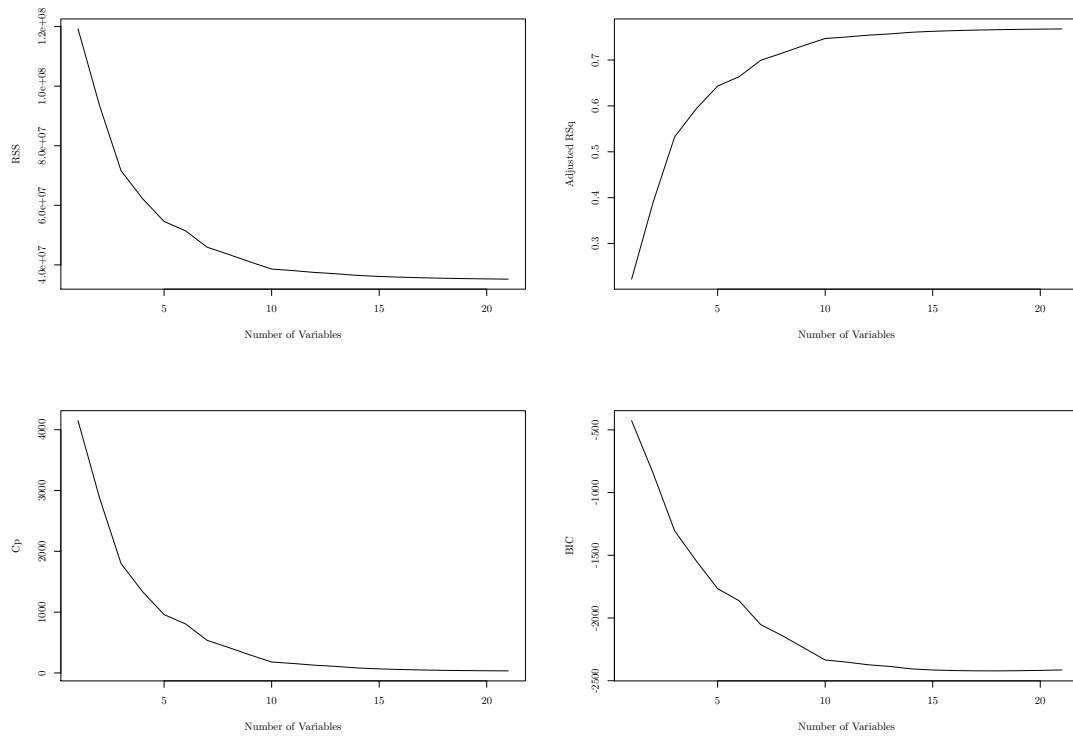 RSS
1.2e+08
1.0e+08
8.0e+07
6.0e+07
4.0e+07
5 10 15 20
Number of Variables
Adjusted RSq
0.7
0.6
0.5
0.4
0.3
5 10 15 20
Number of Variables
Cp
4000
3000
2000
1000
0
5 10 15 20
Number of Variables
BIC
-500
-1000
-1500
-2000
-2500
5 10 15 20
Number of Variables